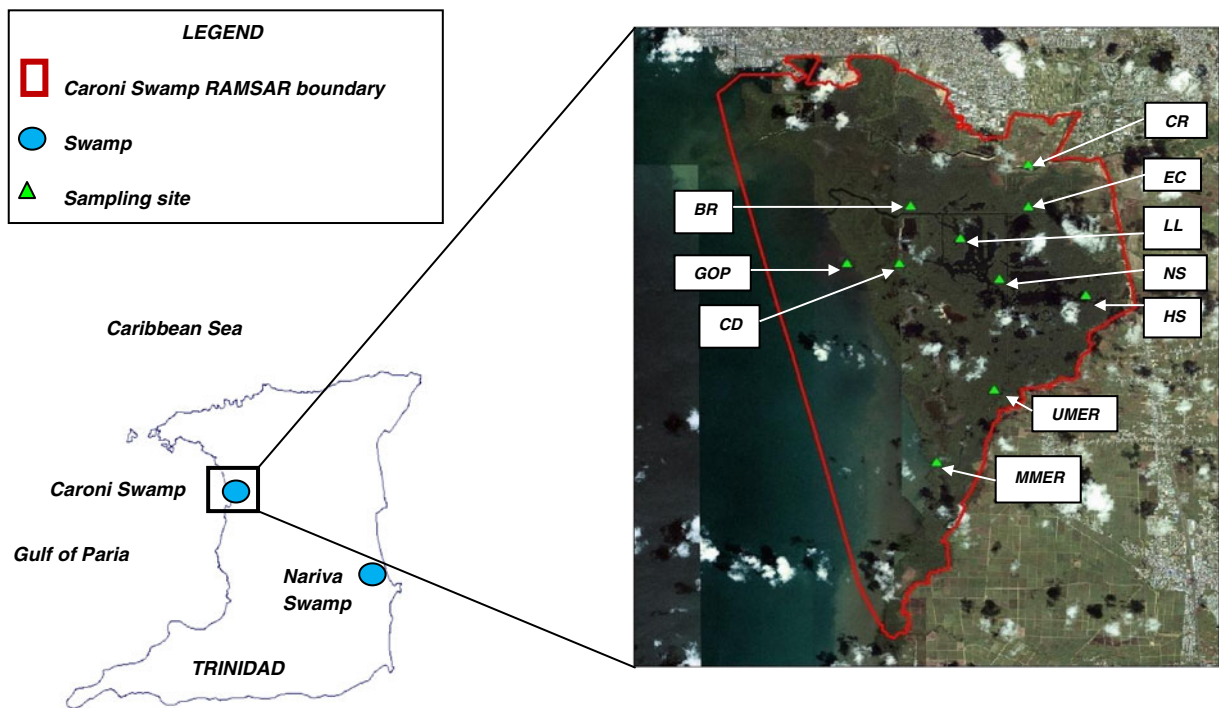 LEGEND
Caroni Swamp RAMSAR boundary
Swamp
Sampling site
Caribbean Sea
Caroni Swamp
Gulf of Paria
Nariva
Swamp
TRINIDAD
CR
EC
BR
LL
GOP
NS
CD
HS
UMER
MMER